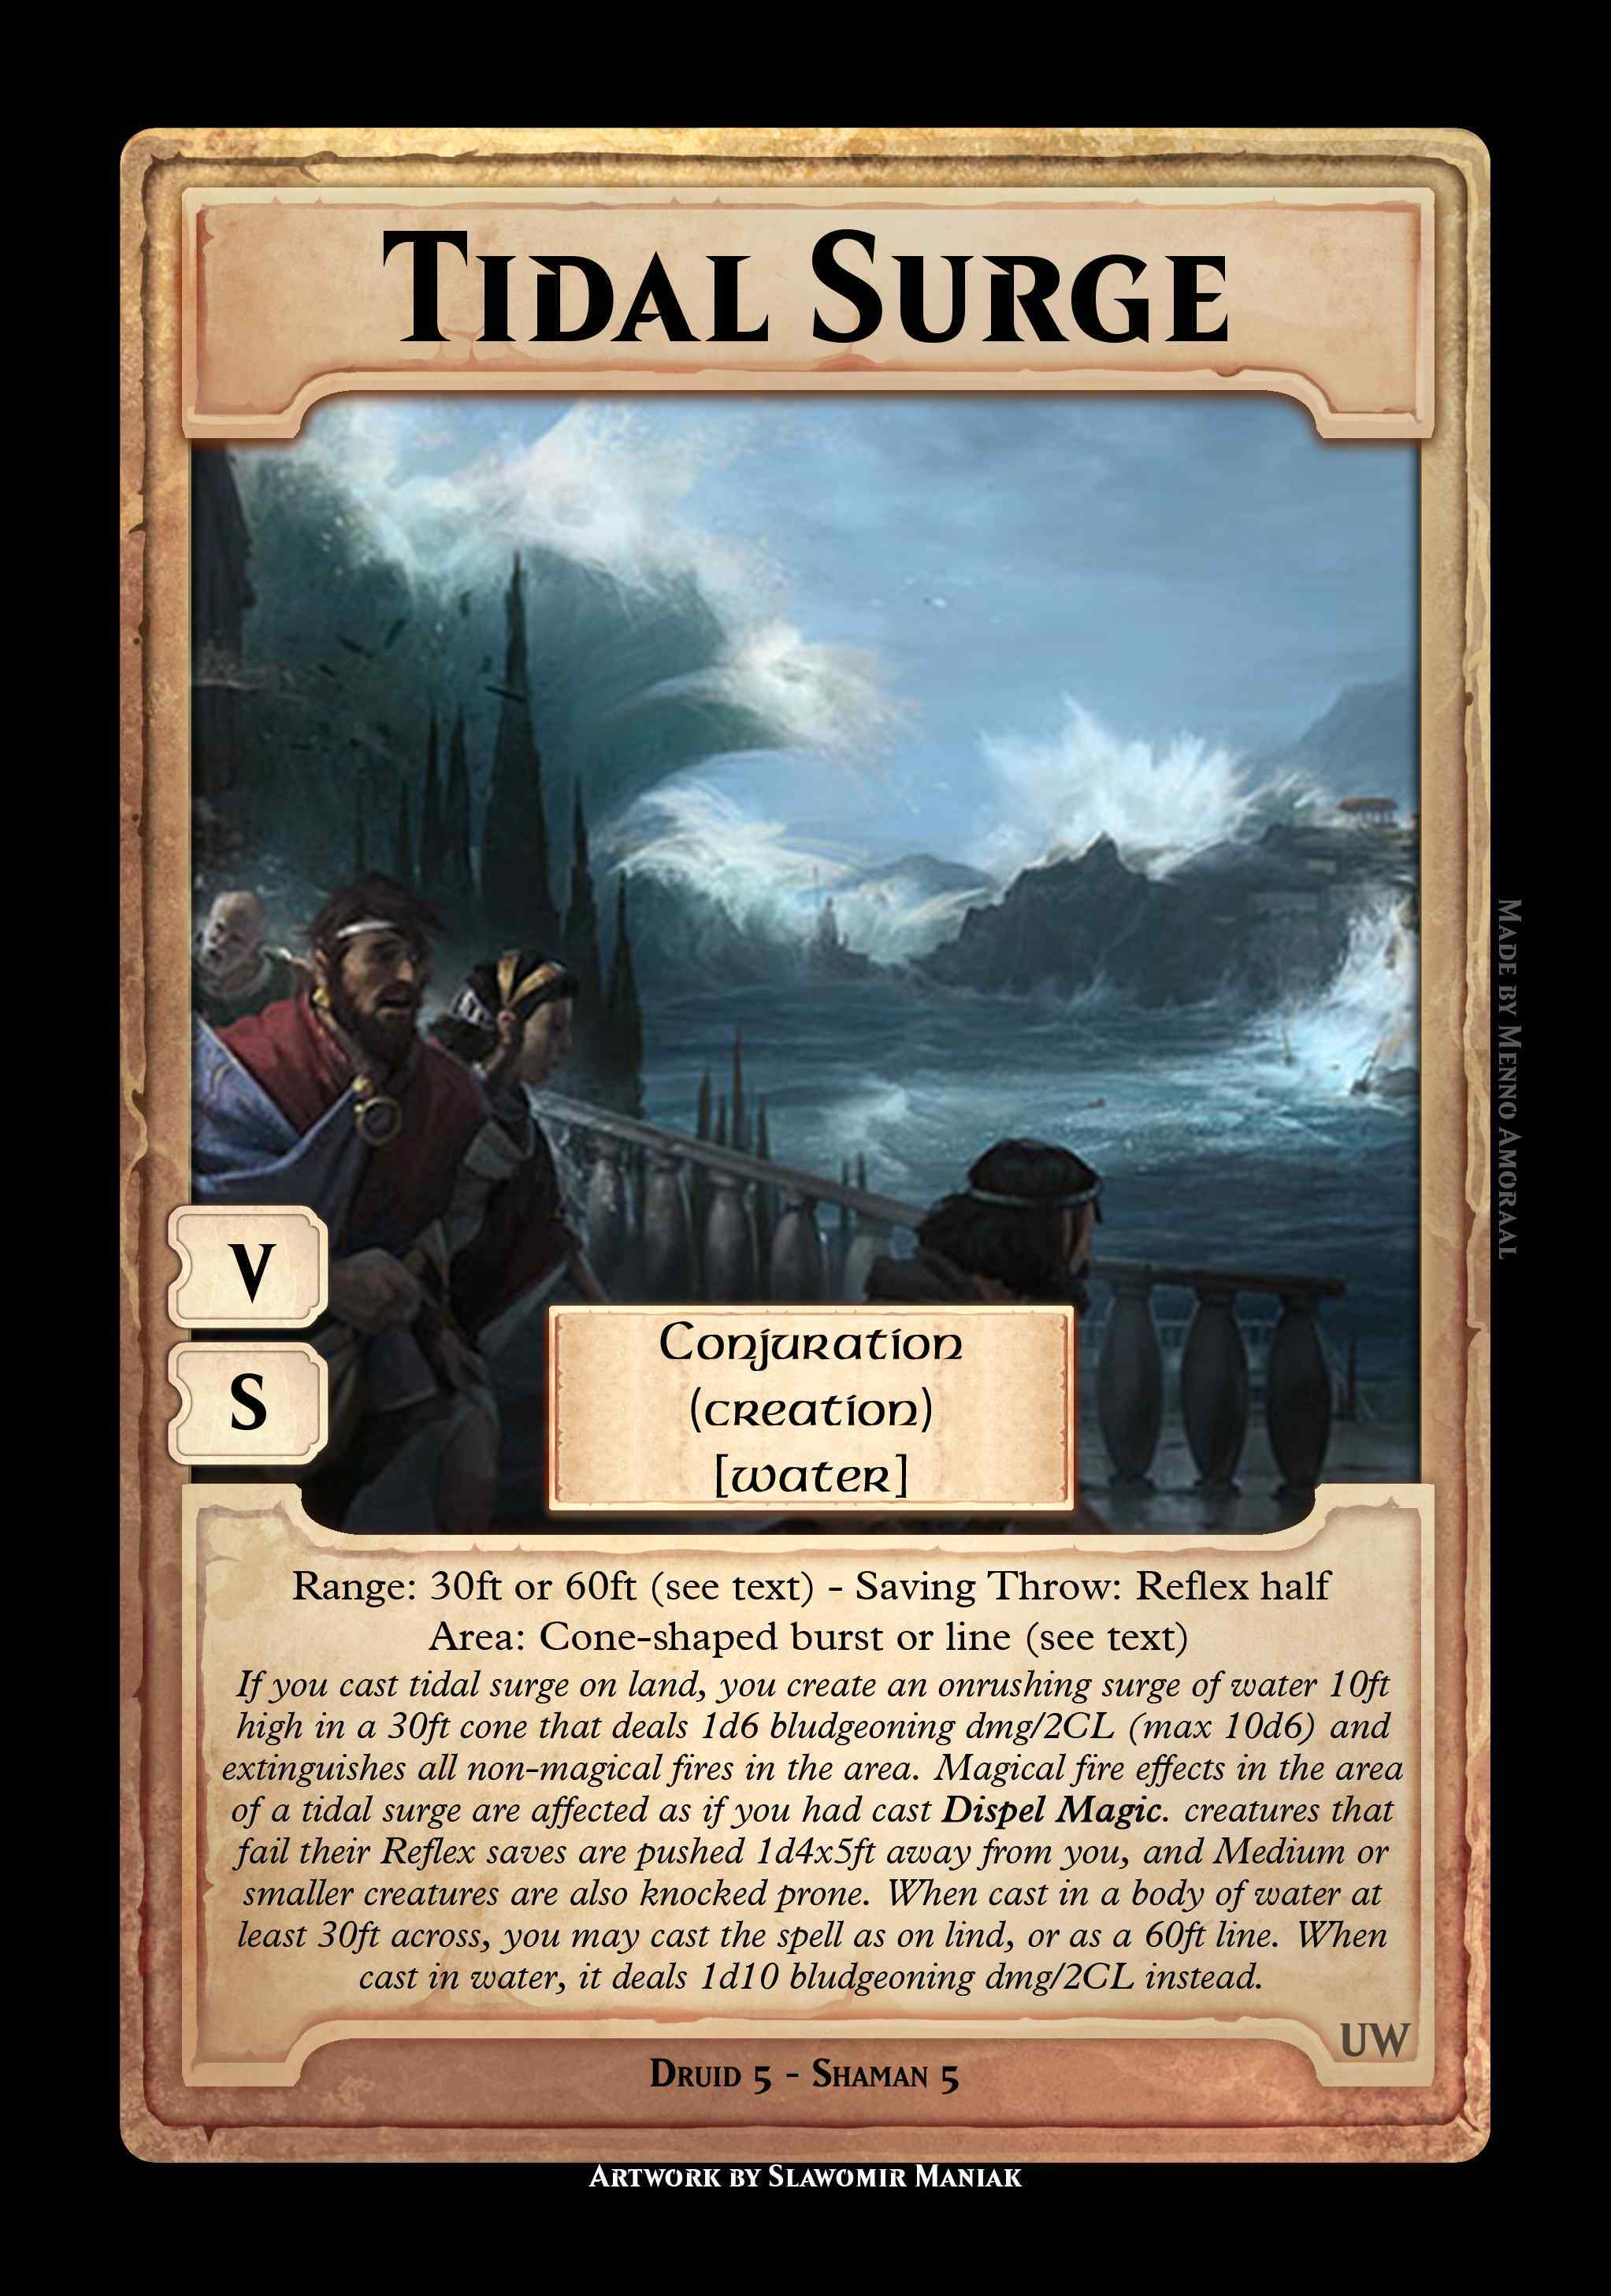 Tidal Surge
Made by Menno Amoraal
V
S
Conjuration
(creation)
[water]
Range: 30ft or 60ft (see text) - Saving Throw: Reflex half
Area: Cone-shaped burst or line (see text)
If you cast tidal surge on land, you create an onrushing surge of water 10ft
high in a 30ft cone that deals 1d6 bludgeoning dmg/2CL (max 10d6) and
extinguishes all non-magical fires in the area. Magical fire effects in the area
of a tidal surge are affected as if you had cast Dispel Magic. creatures that
fail their Reflex saves are pushed 1d4x5ft away from you, and Medium or
smaller creatures are also knocked prone. When cast in a body of water at
least 30ft across, you may cast the spell as on lind, or as a 60ft line. When
cast in water, it deals 1d10 bludgeoning dmg/2CL instead.
UW
Druid 5 - Shaman 5
Artwork by Slawomir Maniak